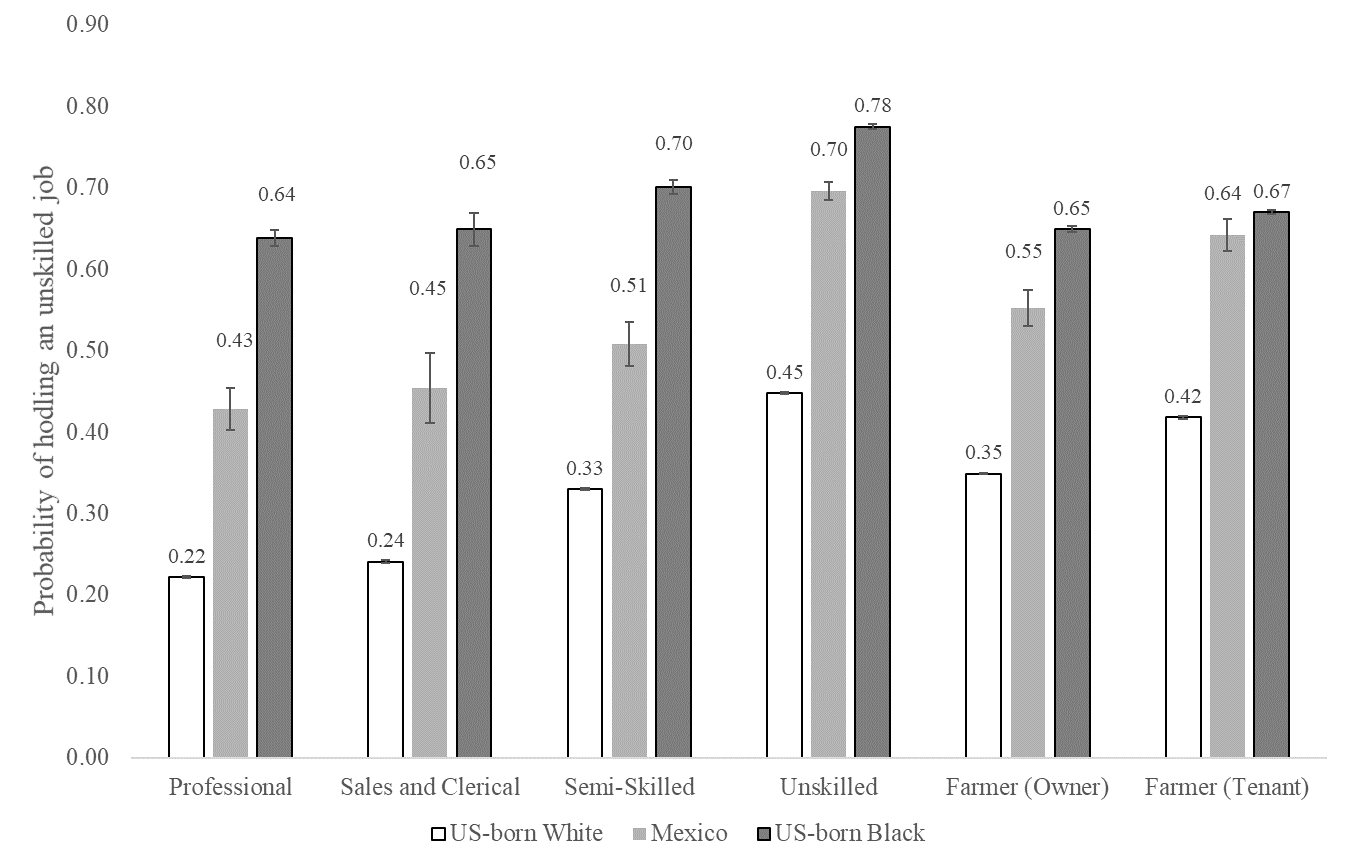 Probability of hodling an unskilled job
0.90
0.80
0.70
0.60
0.50
0.40
0.30
0.20
0.10
0.00
0.22
0.43
0.64
0.24
0.45
0.65
0.33
0.51
0.70
0.45
0.70
0.78
0.35
0.55
0.65
0.42
0.64
0.67
Professional
Sales and Clerical
Semi-Skilled
Unskilled
Farmer (Owner)
Farmer (Tenant)
US-born White
Mexico
US-born Black